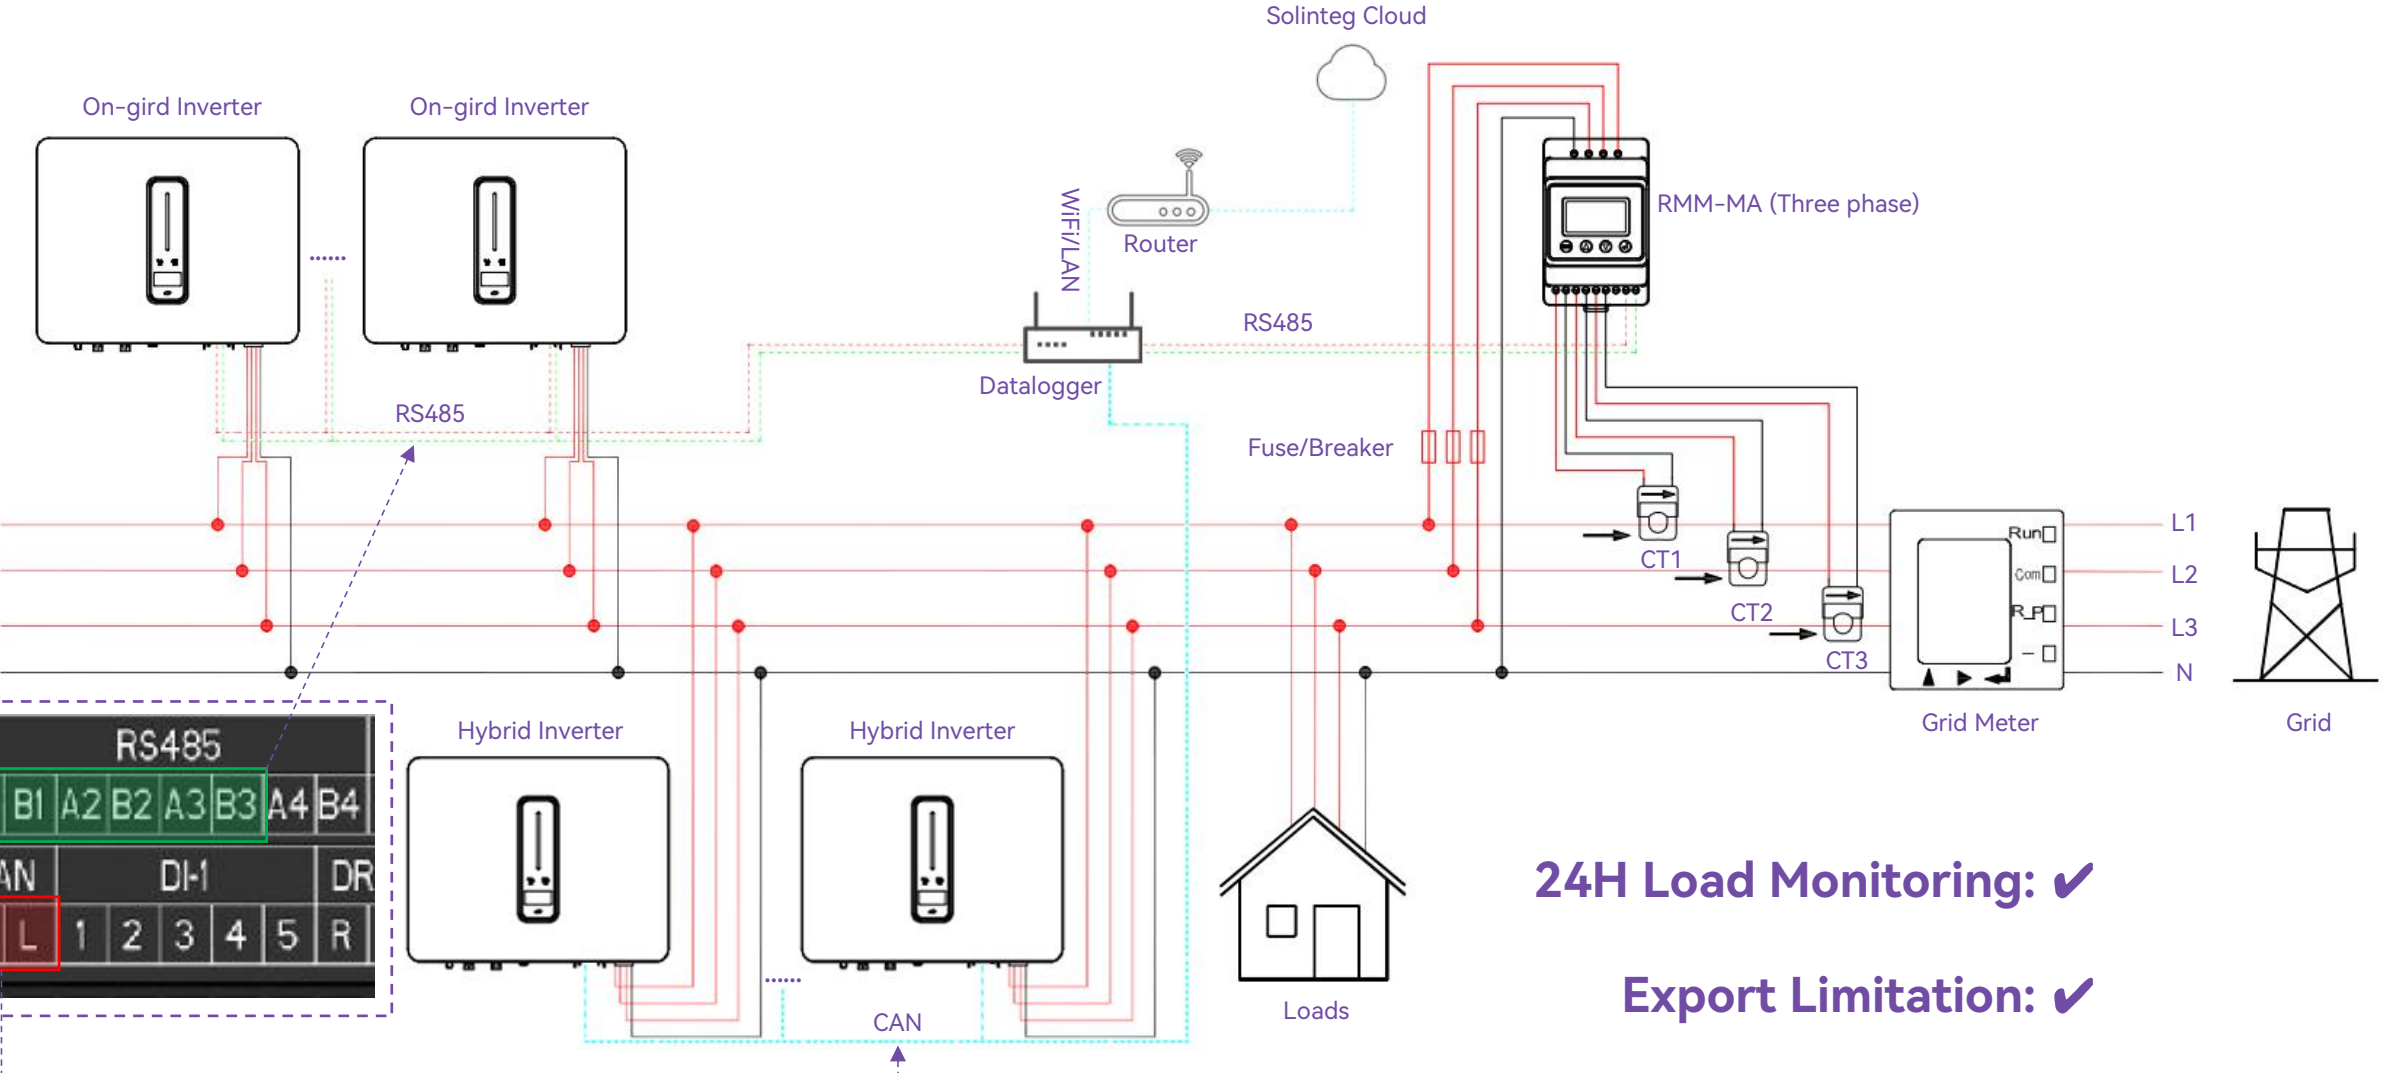 Solinteg Cloud
On-gird Inverter
On-gird Inverter
RMM-MA (Three phase)
WiFi/LAN
Router
RS485
Datalogger
RS485
Fuse/Breaker
CT1
CT2
CT3
Run
Com
R_P
L1
L2
L3
N
Grid Meter
Grid
RS485
B1 A2 B2 A3 B3 A4 B4
AN DI-1 DR
L 1 2 3 4 5 R
Hybrid Inverter
Hybrid Inverter
CAN
Loads
24H Load Monitoring: ✔
Export Limitation: ✔